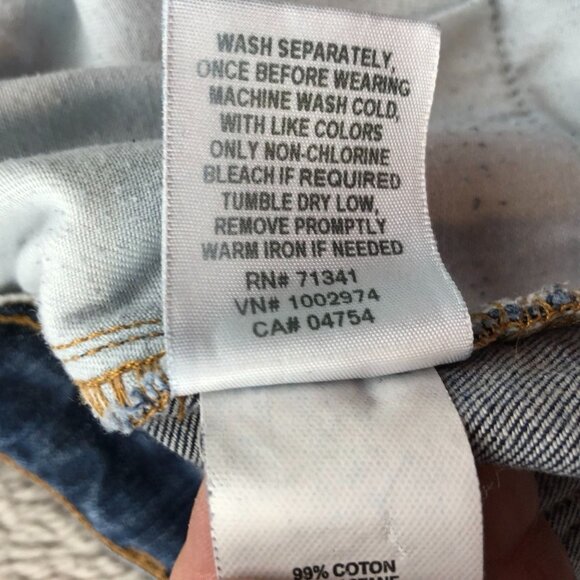 WASH SEPARATELY,
ONCE BEFORE WEARING
MACHINE WASH COLD,
WITH LIKE COLORS
ONLY NON-CHLORINE
BLEACH IF REQUIRED
TUMBLE DRY LOW,
REMOVE PROMPTLY
WARM IRON IF NEEDED
RN# 71341
VN# 1002974
CA# 04754
99% COTON